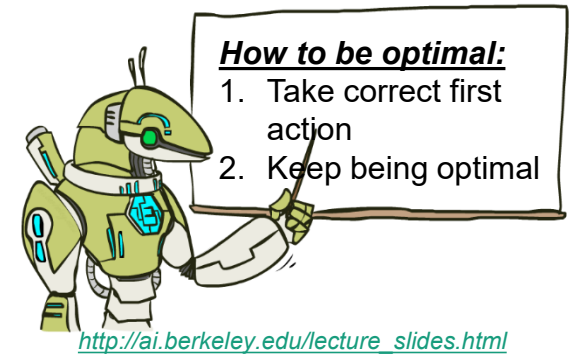 How to be optimal:
1. Take correct first
action
2. Keep being optimal
http://ai.berkeley.edu/lecture_slides.html